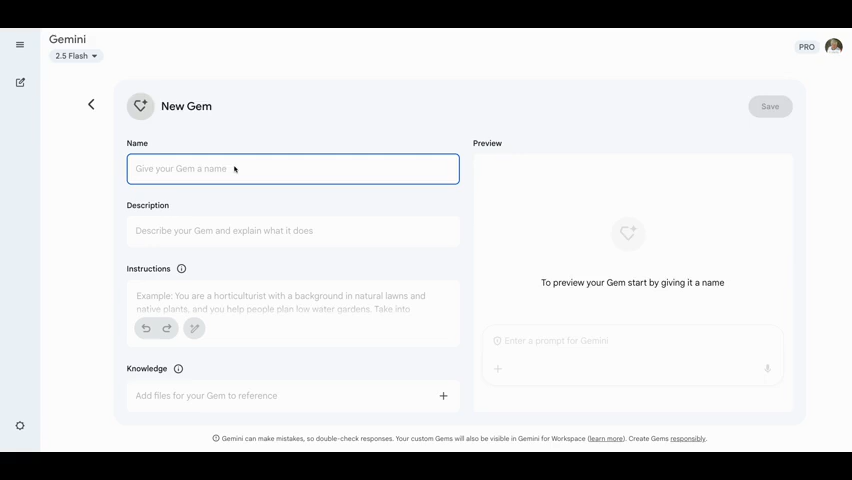 Gemini
2.5 Flash
PRO
New Gem
Save
Name
Preview
Give your Gem a name
Description
Describe your Gem and explain what it does
To preview your Gem start by giving it a name
Instructions
Example: You are a horticulturist with a background in natural lawns and
native plants, and you help people plan low water gardens. Take into
Enter a prompt for Gemini
Knowledge
Add files for your Gem to reference
Gemini can make mistakes, so double-check responses. Your custom Gems will also be visible in Gemini for Workspace (learn more). Create Gems responsibly.